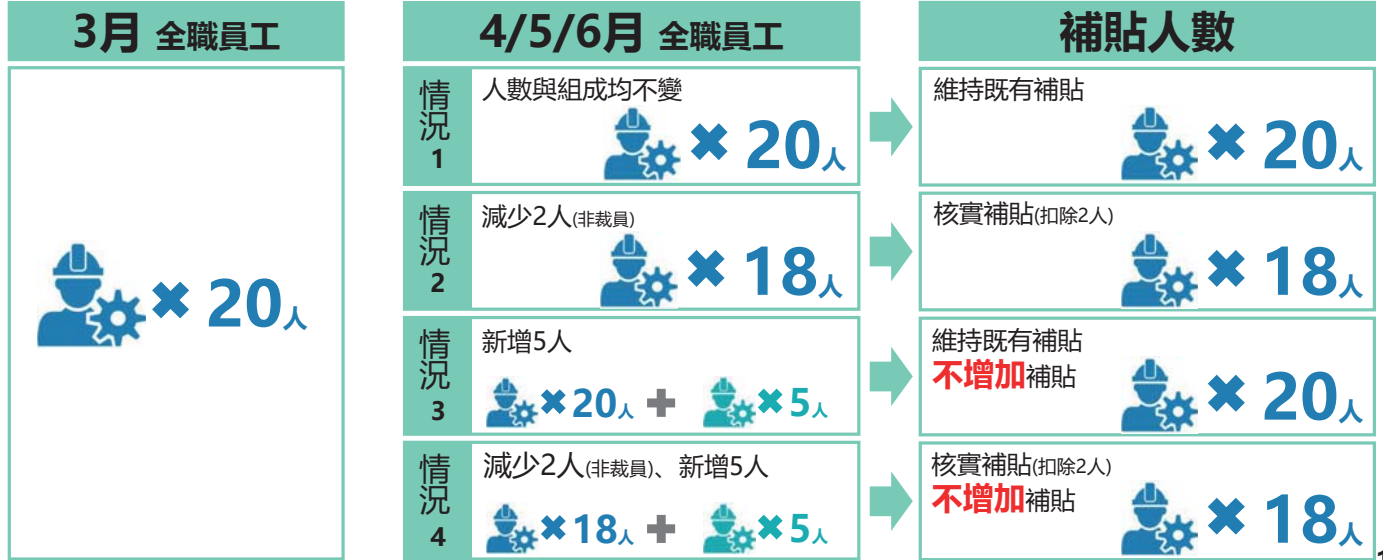 3月 全職員工
4/5/6月 全職員工
補貼人數
✖ 20人
情況1
人數與組成均不變
✖ 20人
維持既有補貼
✖ 20人
情況2
減少2人(非裁員)
✖ 18人
核實補貼(扣除2人)
✖ 18人
情況3
新增5人
✖20人 ✚ ✖5人
維持既有補貼
不增加補貼
✖ 20人
情況4
減少2人(非裁員)、新增5人
✖18人 ✚ ✖5人
核實補貼(扣除2人)
不增加補貼
✖ 18人